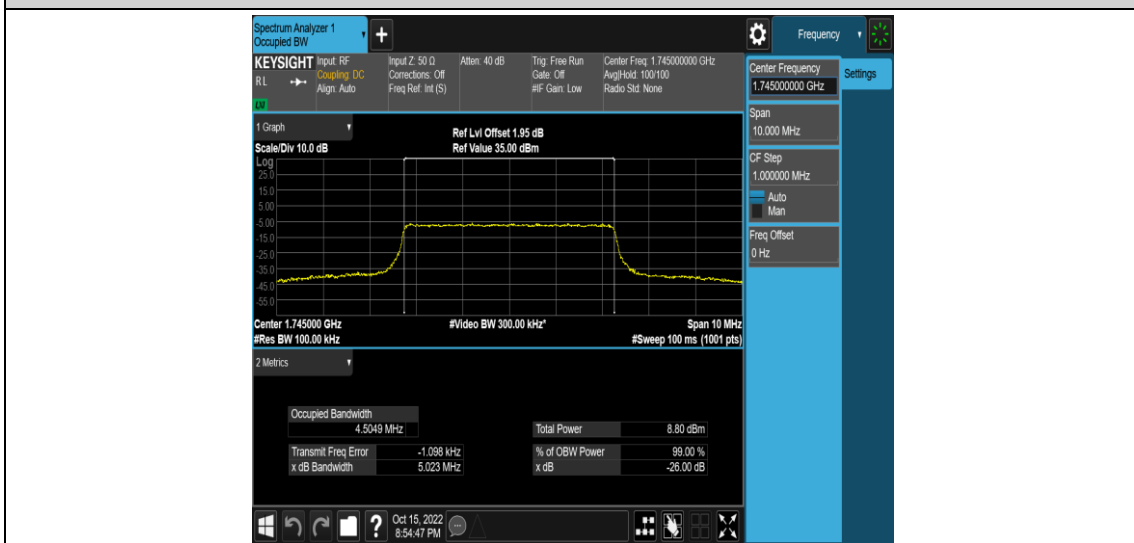 Spectrum Analyzer 1
Occupied BW
+
Frequency
KEYSIGHT
RL
LXI
Input: RF
Coupling: DC
Align: Auto
Input Z: 50 Ω
Corrections: Off
Freq Ref: Int (S)
Atten: 40 dB
Trig: Free Run
Gate: Off
#IF Gain: Low
Center Freq: 1.745000000 GHz
Avg|Hold: 100/100
Radio Std: None
Center Frequency
1.745000000 GHz
Settings
Span
10.000 MHz
CF Step
1.000000 MHz
Auto
Man
Freq Offset
0 Hz
1 Graph
Scale/Div 10.0 dB
Ref Lvl Offset 1.95 dB
Ref Value 35.00 dBm
Log
25.0
15.0
5.00
-5.00
-15.0
-25.0
-35.0
-45.0
-55.0
Center 1.745000 GHz
#Res BW 100.00 kHz
#Video BW 300.00 kHz*
Span 10 MHz
#Sweep 100 ms (1001 pts)
2 Metrics
Occupied Bandwidth
4.5049 MHz
Total Power 8.80 dBm
Transmit Freq Error -1.098 kHz
% of OBW Power 99.00 %
x dB Bandwidth 5.023 MHz
x dB -26.00 dB
?
Oct 15, 2022
8:54:47 PM